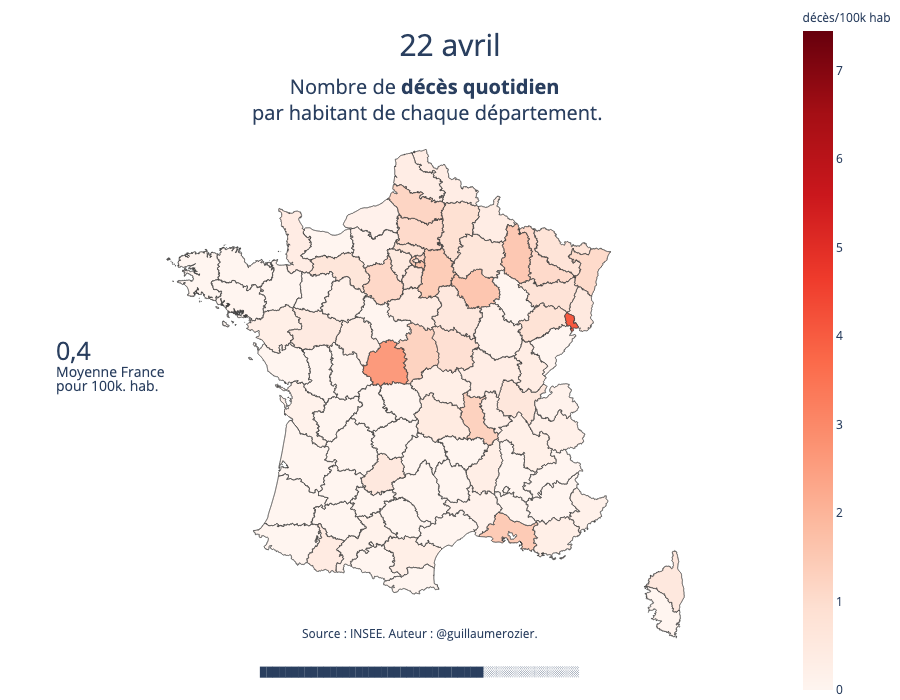 décès/100k hab
22 avril
Nombre de décès quotidien
par habitant de chaque département.
7
6
5
0,4
Moyenne France
pour 100k. hab.
4
3
2
1
0
Source : INSEE. Auteur : @guillaumerozier.